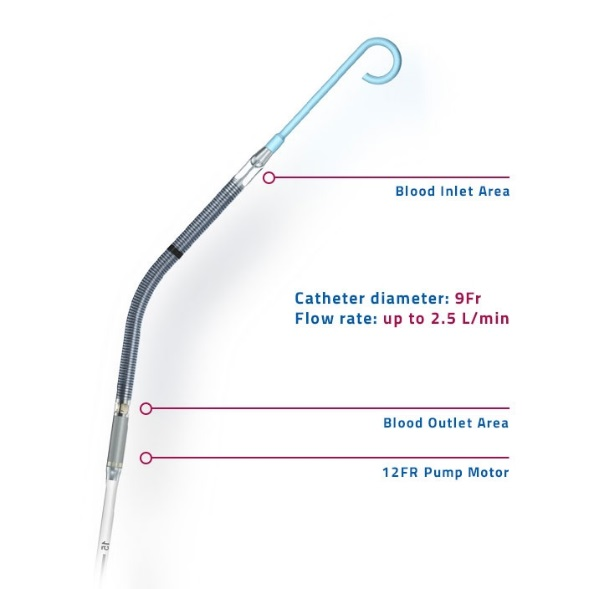 Blood Inlet Area
Catheter diameter: 9Fr
Flow rate: up to 2.5 L/min
Blood Outlet Area
12FR Pump Motor